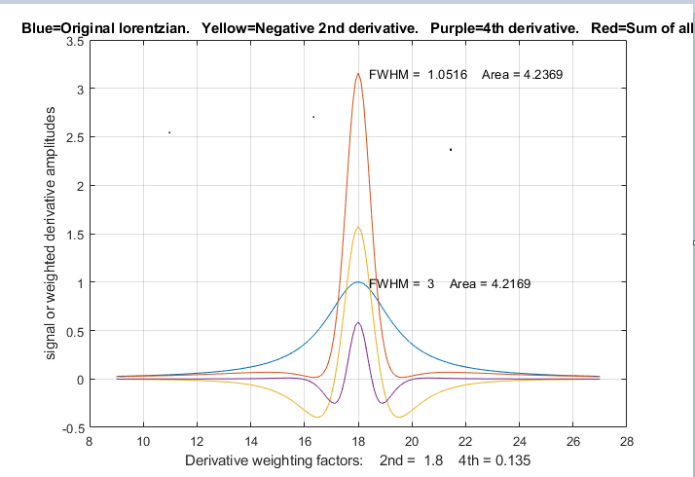 Blue=Original lorentzian. Yellow=Negative 2nd derivative. Purple=4th derivative. Red=Sum of all
3.5
FWHM = 1.0516 Area = 4.2369
3
2.5
2
1.5
1
FWHM = 3 Area = 4.2169
0.5
0
-0.5
signal or weighted derivative amplitudes
8 10 12 14 16 18 20 22 24 26 28
Derivative weighting factors: 2nd = 1.8 4th = 0.135